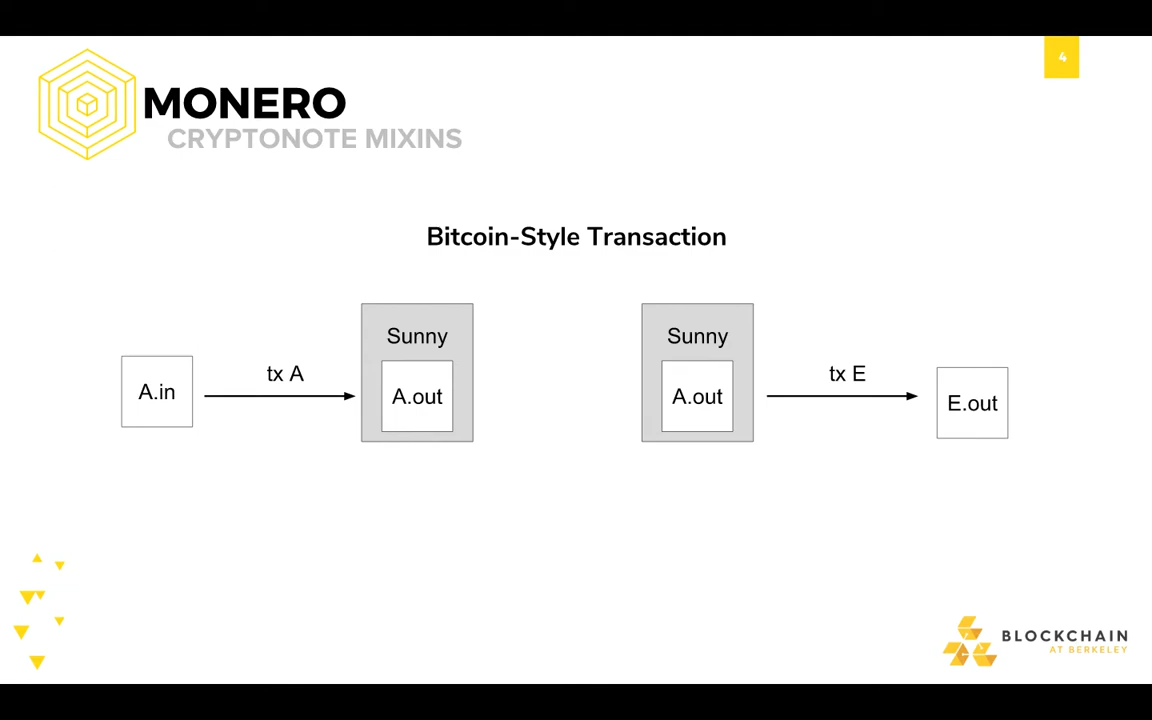 4
MONERO
CRYPTONOTE MIXINS
Bitcoin-Style Transaction
A.in
tx A
Sunny
A.out
Sunny
A.out
tx E
E.out
BLOCKCHAIN
AT BERKELEY